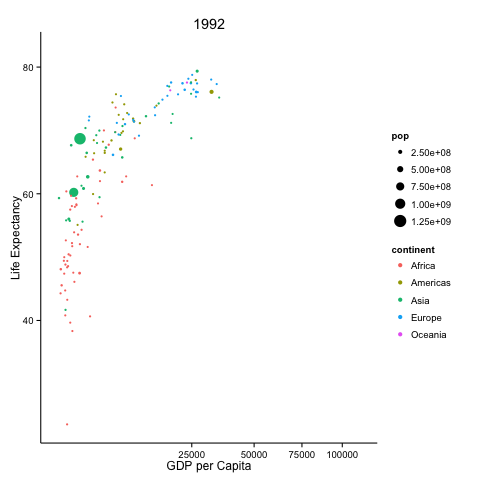 1992
80
60
40
Life Expectancy
25000 50000 75000 100000
GDP per Capita
pop
2.50e+08
5.00e+08
7.50e+08
1.00e+09
1.25e+09
continent
Africa
Americas
Asia
Europe
Oceania